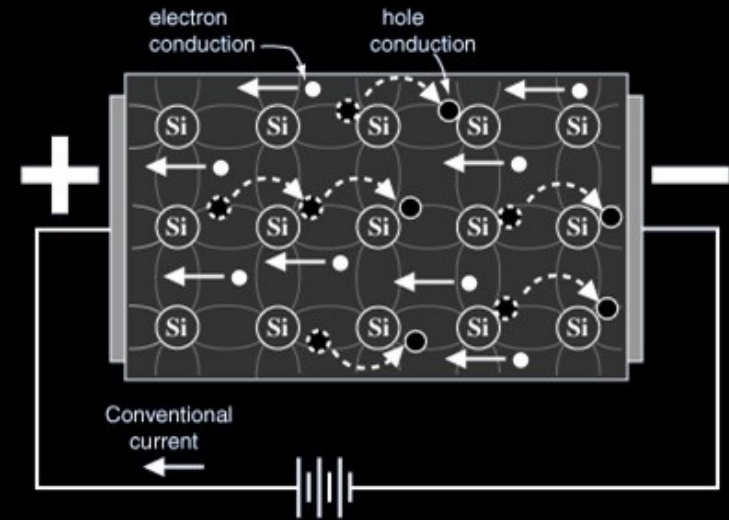 electron
conduction
hole
conduction
Si Si Si Si Si
+ −
Si Si Si Si Si
Si Si Si Si Si
Conventional
current